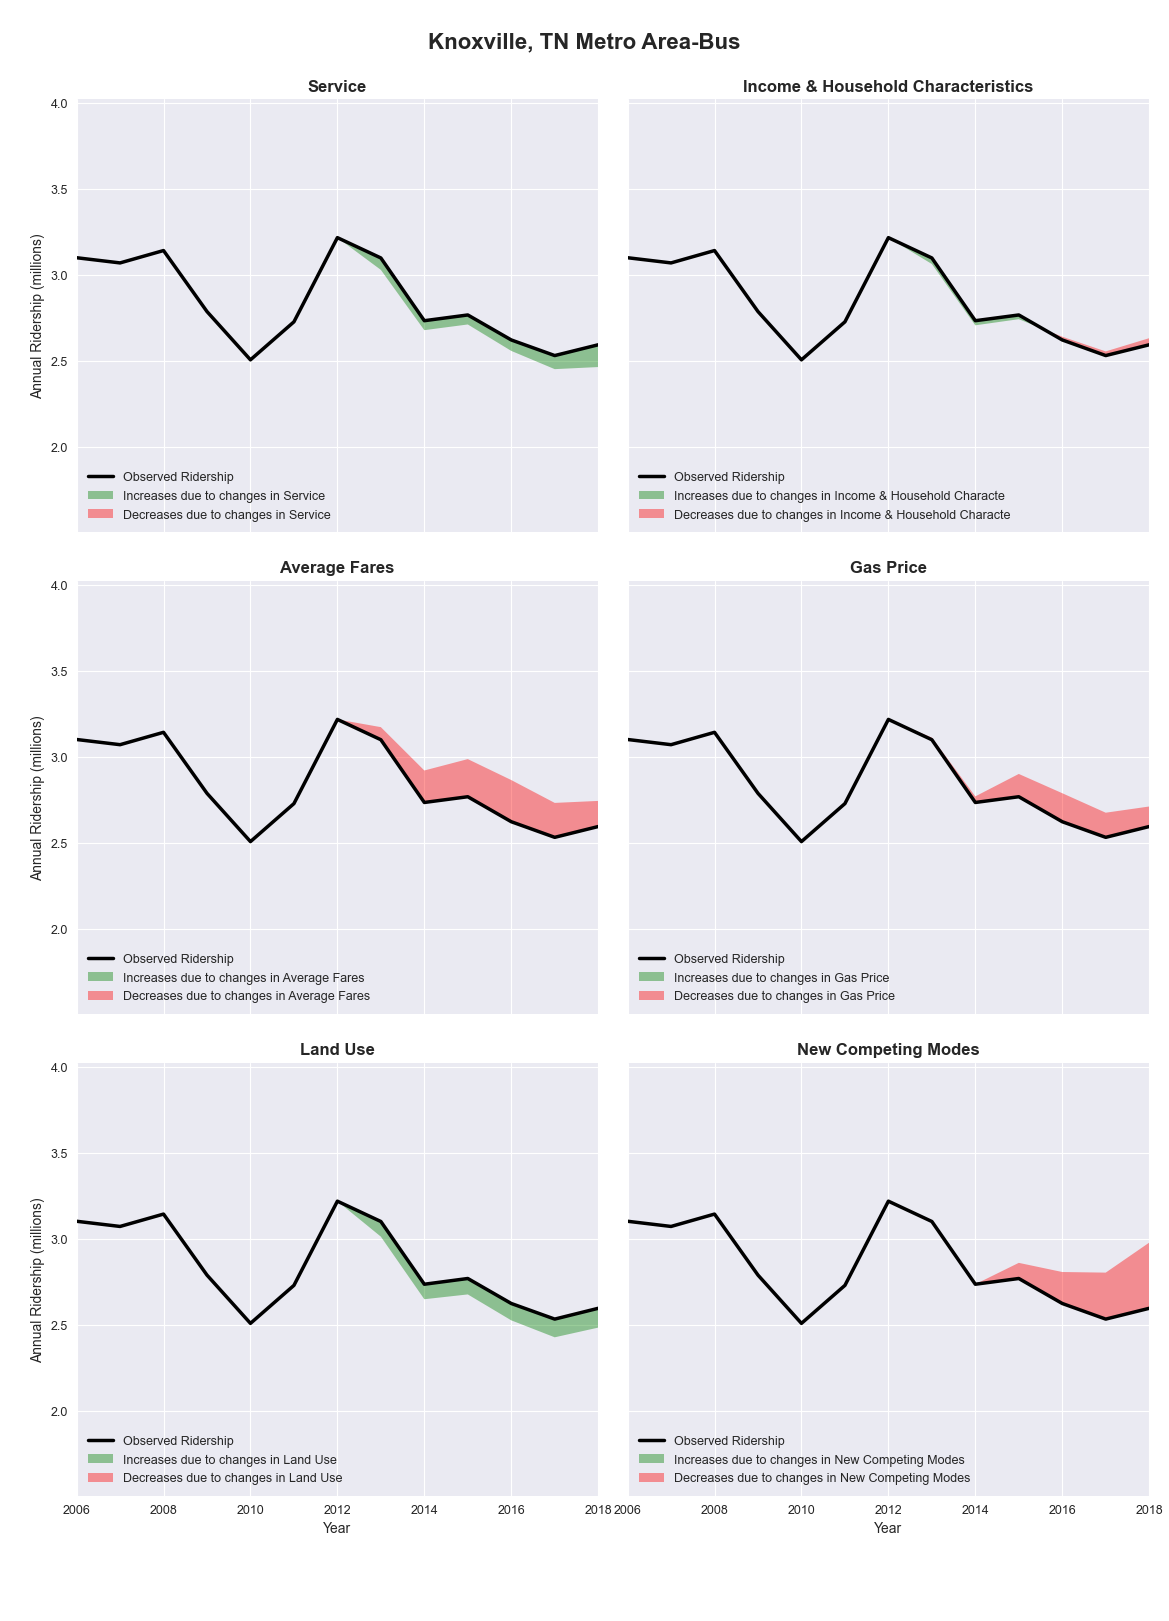 Knoxville, TN Metro Area-Bus
Service
4.0
3.5
3.0
2.5
2.0
Annual Ridership (millions)
Observed Ridership
Increases due to changes in Service
Decreases due to changes in Service
Income & Household Characteristics
Observed Ridership
Increases due to changes in Income & Household Characte
Decreases due to changes in Income & Household Characte
Average Fares
4.0
3.5
3.0
2.5
2.0
Annual Ridership (millions)
Observed Ridership
Increases due to changes in Average Fares
Decreases due to changes in Average Fares
Gas Price
Observed Ridership
Increases due to changes in Gas Price
Decreases due to changes in Gas Price
Land Use
4.0
3.5
3.0
2.5
2.0
Annual Ridership (millions)
Observed Ridership
Increases due to changes in Land Use
Decreases due to changes in Land Use
2006 2008 2010 2012 2014 2016 2018
Year
New Competing Modes
Observed Ridership
Increases due to changes in New Competing Modes
Decreases due to changes in New Competing Modes
2006 2008 2010 2012 2014 2016 2018
Year